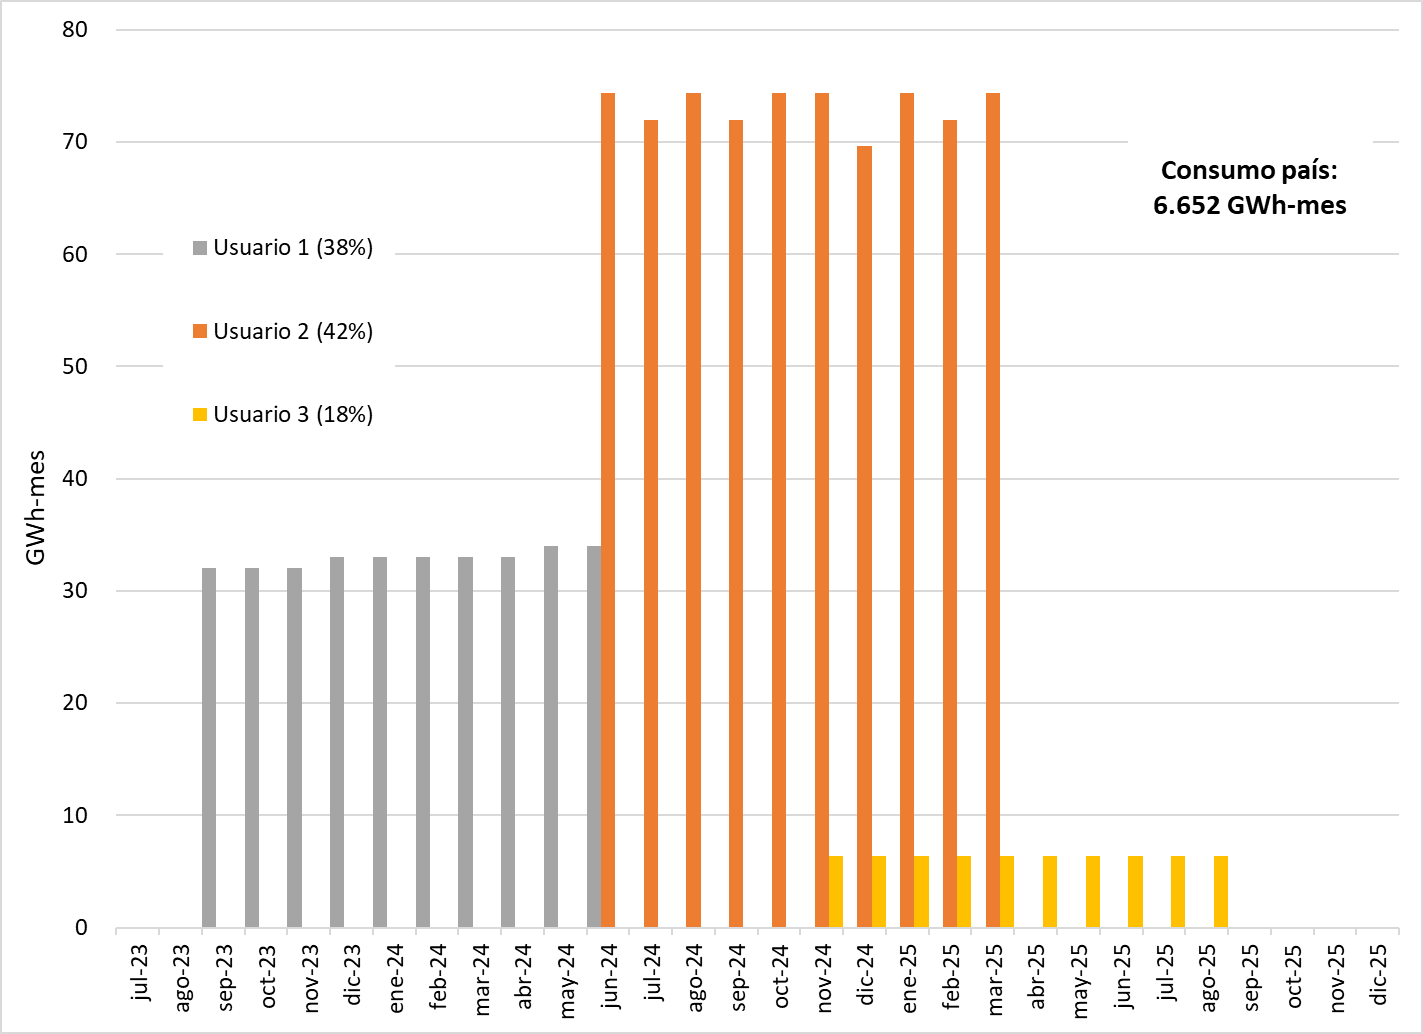 80
70
60
50
40
30
20
10
0
GWh-mes
Usuario 1 (38%)
Usuario 2 (42%)
Usuario 3 (18%)
Consumo país:
6.652 GWh-mes
jul-23
ago-23
sep-23
oct-23
nov-23
dic-23
ene-24
feb-24
mar-24
abr-24
may-24
jun-24
jul-24
ago-24
sep-24
oct-24
nov-24
dic-24
ene-25
feb-25
mar-25
abr-25
may-25
jun-25
jul-25
ago-25
sep-25
oct-25
nov-25
dic-25